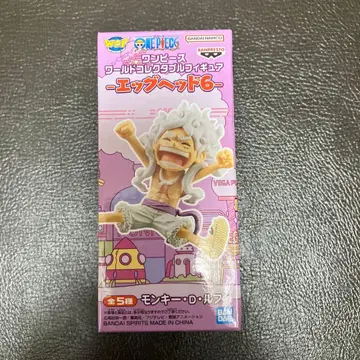 ONE PIECE
BANDAI NAMCO
BANPRESTO
ワンピース
ワールドコレクタブルフィギュア
-エッグヘッド6-
VEGA
全5種
モンキー・D・ルフィ
BANDAI SPIRITS MADE IN CHINA
BANDAI